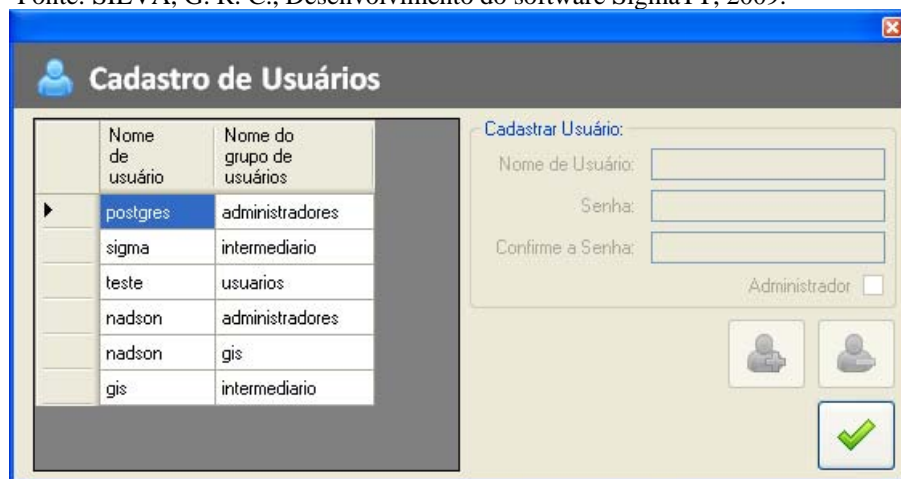 Fonte: SILVA, G. R. C., Desenvolvimento do software SigmaTT, 2009.
Cadastro de Usuários
Nome de usuário
Nome do grupo de usuários
postgres administradores
sigma intermediario
teste usuarios
nadson administradores
nadson gis
gis intermediario
Cadastrar Usuário:
Nome de Usuário:
Senha:
Confirme a Senha:
Administrador